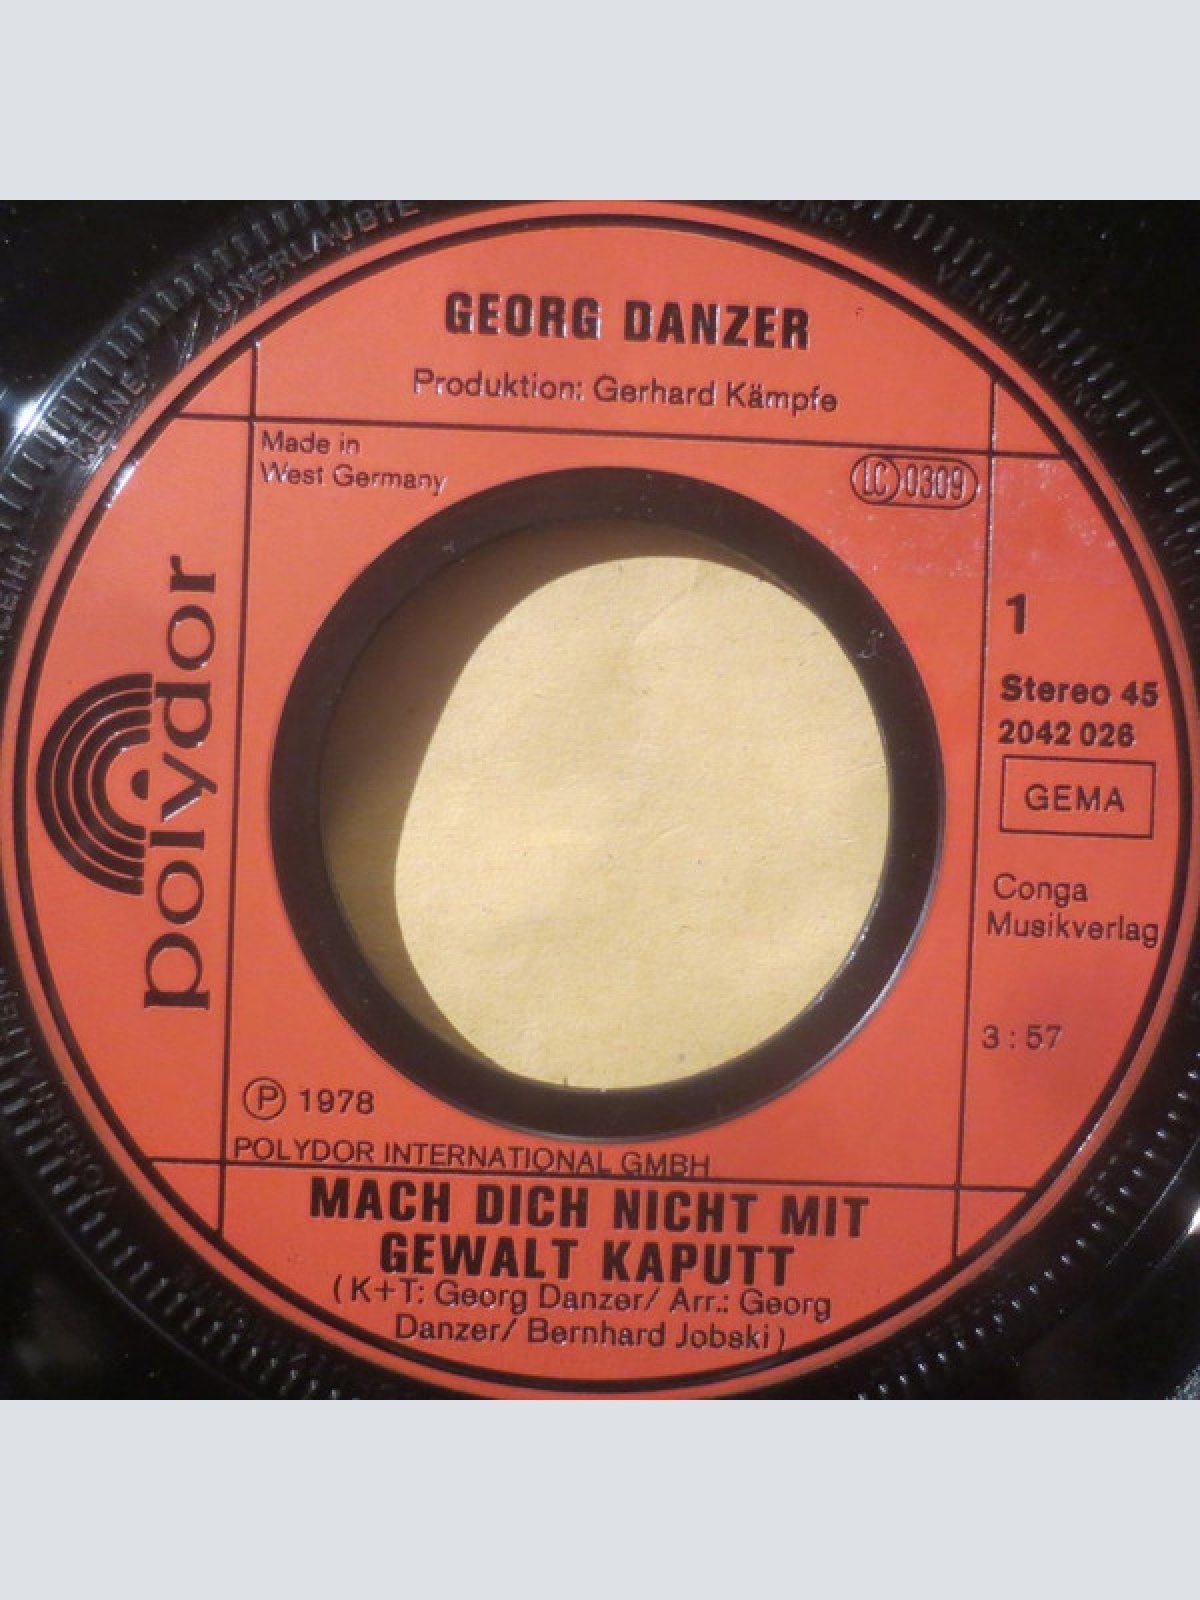 GEORG DANZER
Produktion: Gerhard Kämpfe
Made in
West Germany
LC 0309
polydor
1
Stereo 45
2042 026
GEMA
Conga
Musikverlag
3:57
Ⓟ 1978
POLYDOR INTERNATIONAL GMBH
MACH DICH NICHT MIT
GEWALT KAPUTT
(K+T: Georg Danzer/ Arr.: Georg
Danzer/ Bernhard Jobski)
UNERLAUBTE